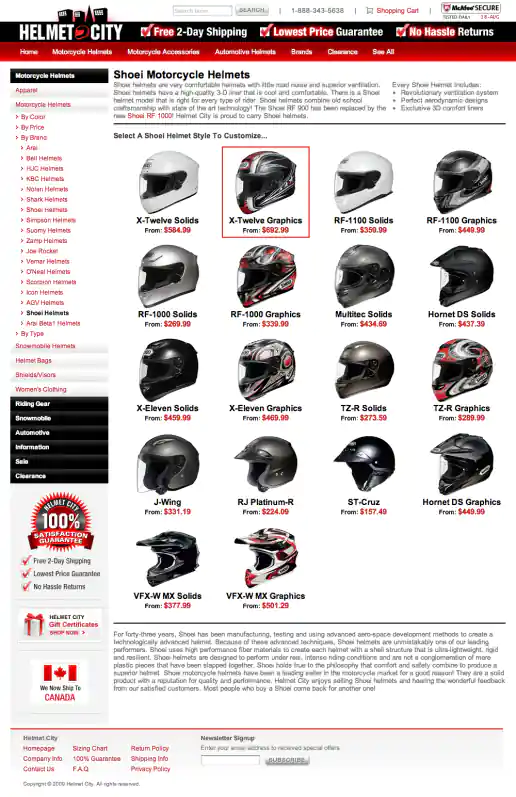 SEARCH
1-888-343-5638
Shopping Cart
McAfee SECURE
TESTED DAILY
HELMET CITY
Free 2-Day Shipping
Lowest Price Guarantee
No Hassle Returns
Home
Motorcycle Helmets
Motorcycle Accessories
Automotive Helmets
Brands
Clearance
See All
Motorcycle Helmets
Apparel
Motorcycle Helmets
By Color
By Price
By Brand
Arai
Bell Helmets
HJC Helmets
KBC Helmets
Nolan Helmets
Shark Helmets
Shoei Helmets
Simpson Helmets
Suomy Helmets
Zamp Helmets
Joe Rocket
Vemar Helmets
O'Neal Helmets
Scorpion Helmets
Icon Helmets
AGV Helmets
Shoei Helmets
By Type
Snowmobile Helmets
Helmet Bags
Shields/Visors
Women's Clothing
Riding Gear
Snowmobile
Automotive
Information
Sale
Clearance
HELMET CITY
100%
SATISFACTION
GUARANTEE
Free 2-Day Shipping
Lowest Price Guarantee
No Hassle Returns
HELMET CITY
Gift Certificates
SHOP NOW
We Now Ship To
CANADA
Shoei Motorcycle Helmets
Shoei helmets are very comfortable helmets with little road noise and superior ventilation.
Shoei helmets have a high-quality 3-D liner that is cool and comfortable. There is a Shoei
helmet model that is right for every type of rider. Shoei helmets combine old school
craftsmanship with state of the art technology! The Shoei RF 900 has been replaced by the
new Shoei RF 1000! Helmet City is proud to carry Shoei helmets.
Every Shoei Helmet Includes:
Revolutionary ventilation system
Perfect aerodynamic designs
Exclusive 3D comfort liners
Select A Shoei Helmet Style To Customize...
X-Twelve Solids
From: $584.99
X-Twelve Graphics
From: $692.99
RF-1100 Solids
From: $359.99
RF-1100 Graphics
From: $449.99
RF-1000 Solids
From: $269.99
RF-1000 Graphics
From: $339.99
Multitec Solids
From: $434.69
Hornet DS Solids
From: $437.39
X-Eleven Solids
From: $459.99
X-Eleven Graphics
From: $469.99
TZ-R Solids
From: $273.59
TZ-R Graphics
From: $289.99
J-Wing
From: $331.19
RJ Platinum-R
From: $224.09
ST-Cruz
From: $157.49
Hornet DS Graphics
From: $449.99
VFX-W MX Solids
From: $377.99
VFX-W MX Graphics
From: $501.29
For forty-three years, Shoei has been manufacturing, testing and using advanced aero-space development methods to create a
technologically advanced helmet. Because of these advanced techniques, Shoei helmets are unmistakably one of our leading
performers. Shoei uses high performance fiber materials to create each helmet with a shell structure that is ultra-lightweight, rigid
and resilient. Shoei helmets are designed to perform under real, intense riding conditions and are not a conglomeration of mere
plastic pieces that have been slapped together. Shoei holds true to the philosophy that comfort and safety combine to produce a
superior helmet. Shoei motorcycle helmets have been a leading seller in the motorcycle market for a good reason! They are a solid
product with a reputation for quality and performance. Helmet City enjoys selling Shoei helmets and hearing the wonderful feedback
from our satisfied customers. Most people who buy a Shoei come back for another one!
Helmet City
Homepage
Sizing Chart
Return Policy
Company Info
100% Guarantee
Shipping Info
Contact Us
F.A.Q
Privacy Policy
Newsletter Signup
Enter your email address to received special offers
SUBSCRIBE
Copyright © 2009 Helmet City. All rights reserved.